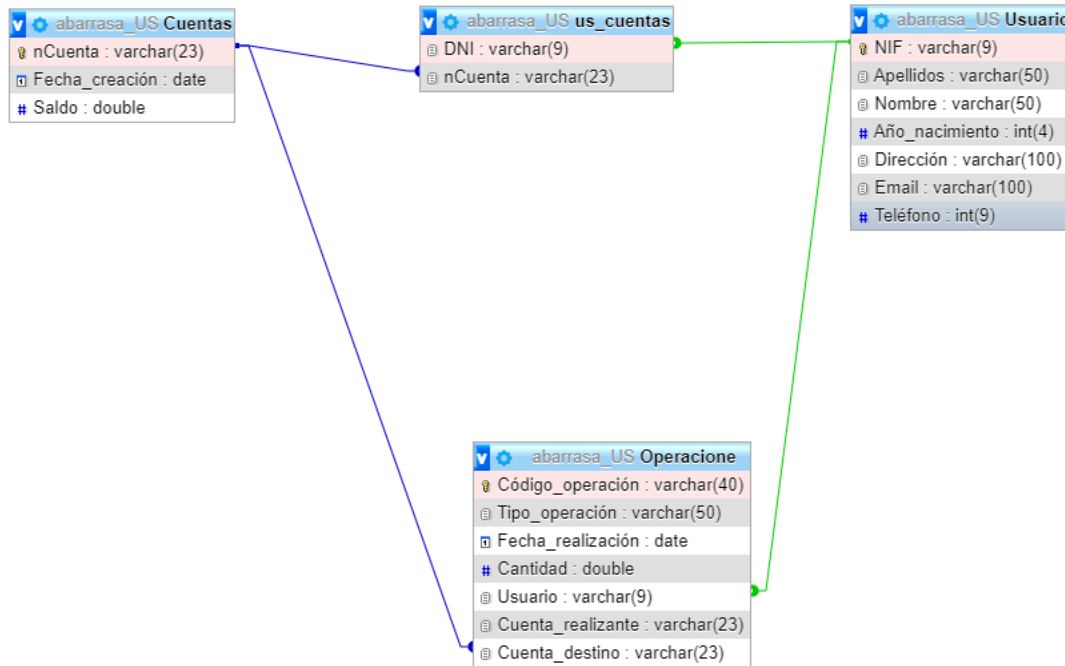 abarrasa_US Cuentas
nCuenta : varchar(23)
Fecha_creación : date
# Saldo : double
abarrasa_US us_cuentas
DNI : varchar(9)
nCuenta : varchar(23)
abarrasa_US Usuario
NIF : varchar(9)
Apellidos : varchar(50)
Nombre : varchar(50)
# Año_nacimiento : int(4)
Dirección : varchar(100)
Email : varchar(100)
# Teléfono : int(9)
abarrasa_US Operacione
Código_operación : varchar(40)
Tipo_operación : varchar(50)
Fecha_realización : date
# Cantidad : double
Usuario : varchar(9)
Cuenta_realizante : varchar(23)
Cuenta_destino : varchar(23)